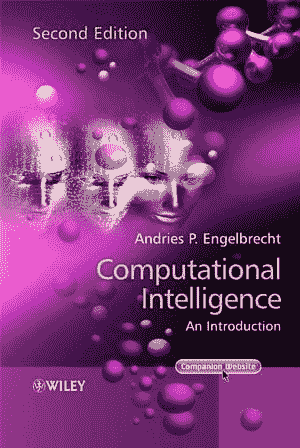 Second Edition
Andries P. Engelbrecht
Computational
Intelligence
An Introduction
Companion Website
WILEY